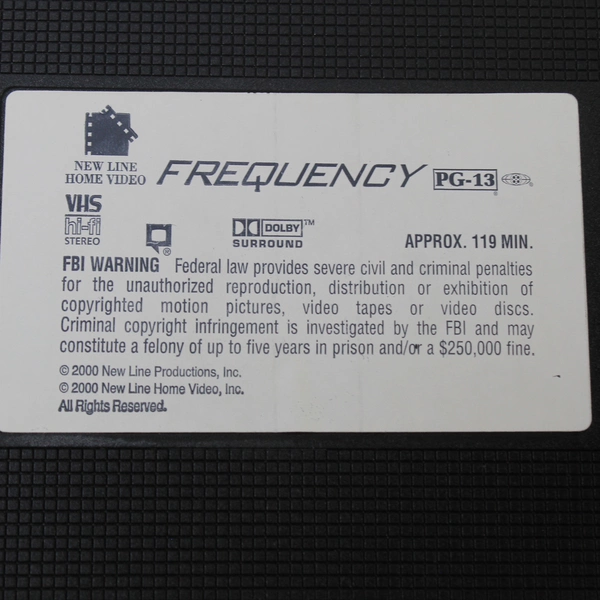 NEW LINE
HOME VIDEO
FREQUENCY PG-13
VHS
hi-fi
STEREO
®
DOLBY™
SURROUND
APPROX. 119 MIN.
FBI WARNING Federal law provides severe civil and criminal penalties
for the unauthorized reproduction, distribution or exhibition of
copyrighted motion pictures, video tapes or video discs.
Criminal copyright infringement is investigated by the FBI and may
constitute a felony of up to five years in prison and/or a $250,000 fine.
© 2000 New Line Productions, Inc.
© 2000 New Line Home Video, Inc.
All Rights Reserved.